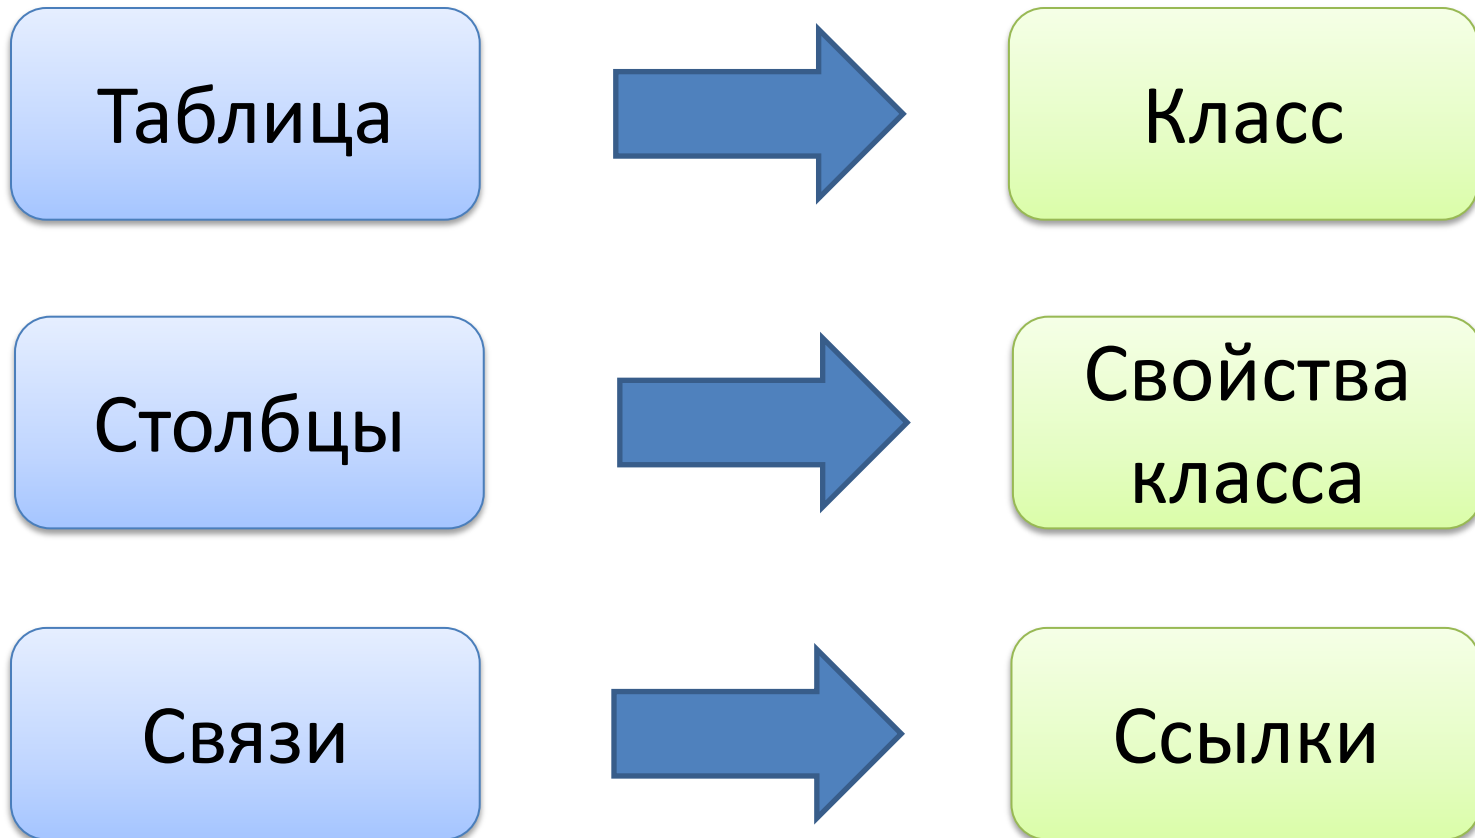 Таблица
Класс
Столбцы
Свойства
класса
Связи
Ссылки